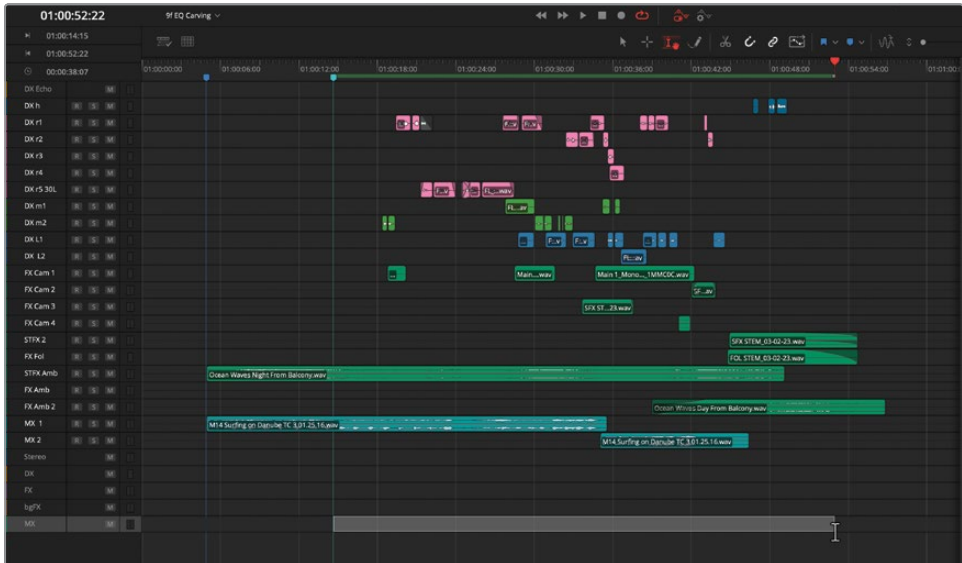 01:00:52:22
9f EQ Carving
01:00:14:15
01:00:52:22
00:00:38:07
01:00:00:00 01:00:06:00 01:00:12:00 01:00:18:00 01:00:24:00 01:00:30:00 01:00:36:00 01:00:42:00 01:00:48:00 01:00:54:00
DX Echo M
DX h R S M
DX r1 R S M
DX r2 R S M
DX r3 R S M
DX r4 R S M
DX r5 30L R S M
DX m1 R S M
DX m2 R S M
DX L1 R S M
DX L2 R S M
FX Cam 1 R S M Main....wav Main 1_Mono..._1MMC0C.wav
FX Cam 2 R S M SF...av
FX Cam 3 R S M SFX ST...23.wav
FX Cam 4 R S M
STFX 2 R S M SFX STEM_03-02-23.wav
FX Fol R S M FOL STEM_03-02-23.wav
STFX Amb R S M Ocean Waves Night From Balcony.wav
FX Amb R S M
FX Amb 2 R S M Ocean Waves Day From Balcony.wav
MX 1 R S M M14 Surfing on Danube TC 3.01.25.16.wav
MX 2 R S M M14 Surfing on Danube TC 3.01.25.16.wav
Stereo M
DX M
FX M
bgFX M
MX M